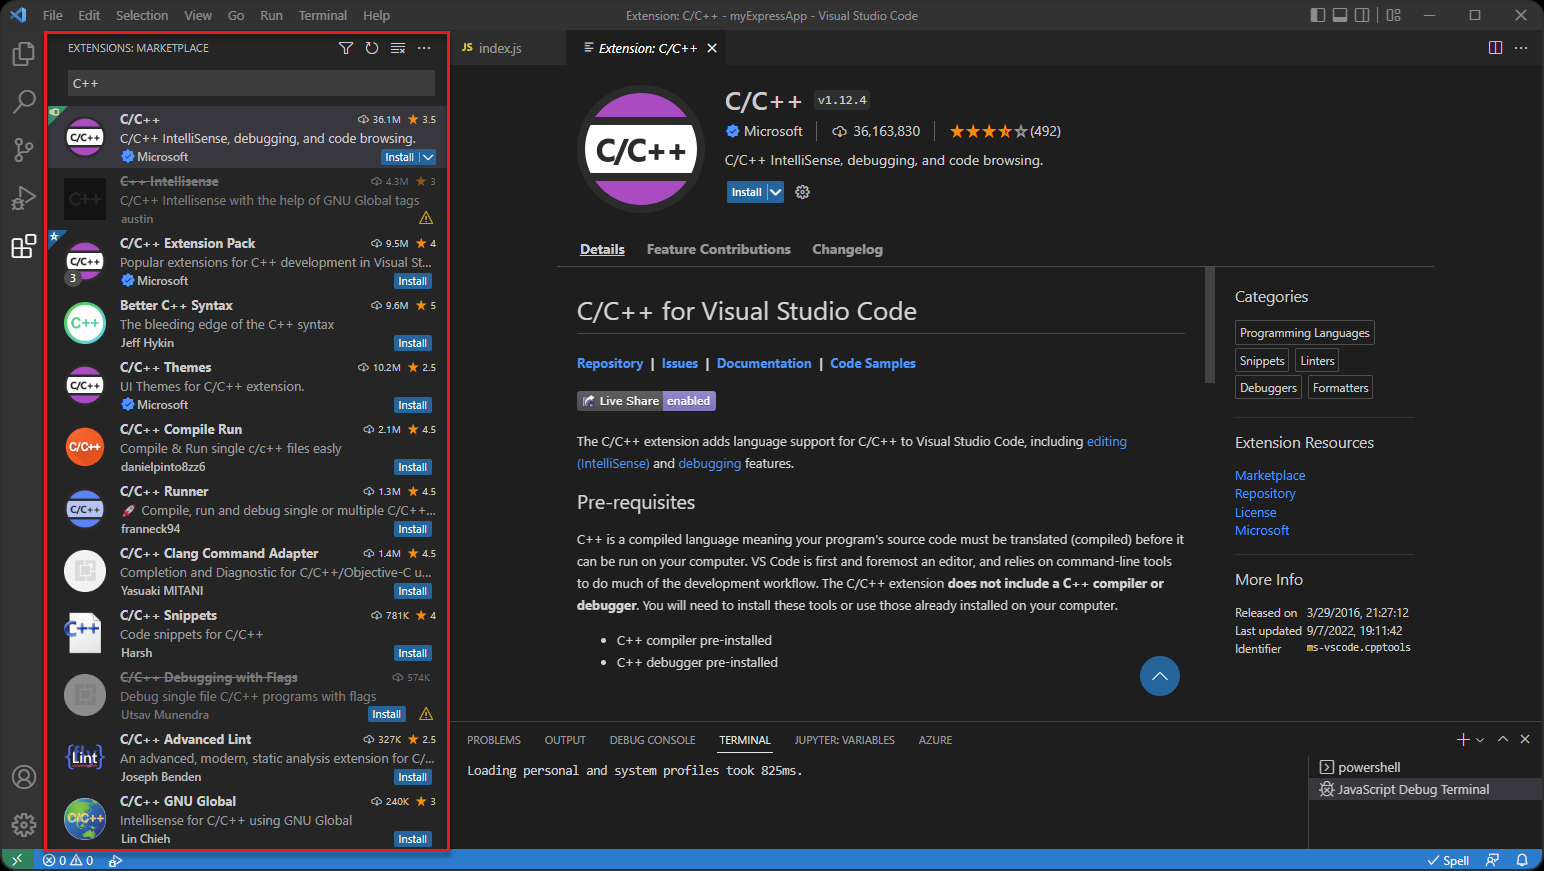 File Edit Selection View Go Run Terminal Help
Extension: C/C++ - myExpressApp - Visual Studio Code
EXTENSIONS: MARKETPLACE
C++
C/C++
C/C++ 36.1M 3.5
C/C++ IntelliSense, debugging, and code browsing.
Microsoft Install
C++
C++ Intellisense 4.3M 3
C/C++ Intellisense with the help of GNU Global tags
austin
C/C++
3
C/C++ Extension Pack 9.5M 4
Popular extensions for C++ development in Visual St...
Microsoft Install
C++
Better C++ Syntax 9.6M 5
The bleeding edge of the C++ syntax
Jeff Hykin Install
C/C++
C/C++ Themes 10.2M 2.5
UI Themes for C/C++ extension.
Microsoft Install
C/C++
C/C++ Compile Run 2.1M 4.5
Compile & Run single c/c++ files easly
danielpinto8zz6 Install
C/C++
C/C++ Runner 1.3M 4.5
🚀 Compile, run and debug single or multiple C/C++...
franneck94 Install
C/C++ Clang Command Adapter 1.4M 4.5
Completion and Diagnostic for C/C++/Objective-C u...
Yasuaki MITANI Install
C++
C/C++ Snippets 781K 4
Code snippets for C/C++
Harsh Install
C/C++ Debugging with Flags 574K
Debug single file C/C++ programs with flags
Utsav Munendra Install
{fly}
Lint
C/C++ Advanced Lint 327K 2.5
An advanced, modern, static analysis extension for C/...
Joseph Benden Install
C/C++
C/C++ GNU Global 240K 3
Intellisense for C/C++ using GNU Global
Lin Chieh Install
JS index.js
Extension: C/C++
C/C++
C/C++ v1.12.4
Microsoft 36,163,830 (492)
C/C++ IntelliSense, debugging, and code browsing.
Install
Details Feature Contributions Changelog
C/C++ for Visual Studio Code
Repository | Issues | Documentation | Code Samples
Live Share enabled
The C/C++ extension adds language support for C/C++ to Visual Studio Code, including editing
(IntelliSense) and debugging features.
Pre-requisites
C++ is a compiled language meaning your program's source code must be translated (compiled) before it
can be run on your computer. VS Code is first and foremost an editor, and relies on command-line tools
to do much of the development workflow. The C/C++ extension does not include a C++ compiler or
debugger. You will need to install these tools or use those already installed on your computer.
• C++ compiler pre-installed
• C++ debugger pre-installed
Categories
Programming Languages
Snippets Linters
Debuggers Formatters
Extension Resources
Marketplace
Repository
License
Microsoft
More Info
Released on 3/29/2016, 21:27:12
Last updated 9/7/2022, 19:11:42
Identifier ms-vscode.cpptools
PROBLEMS OUTPUT DEBUG CONSOLE TERMINAL JUPYTER: VARIABLES AZURE
Loading personal and system profiles took 825ms.
powershell
JavaScript Debug Terminal
0 0
Spell